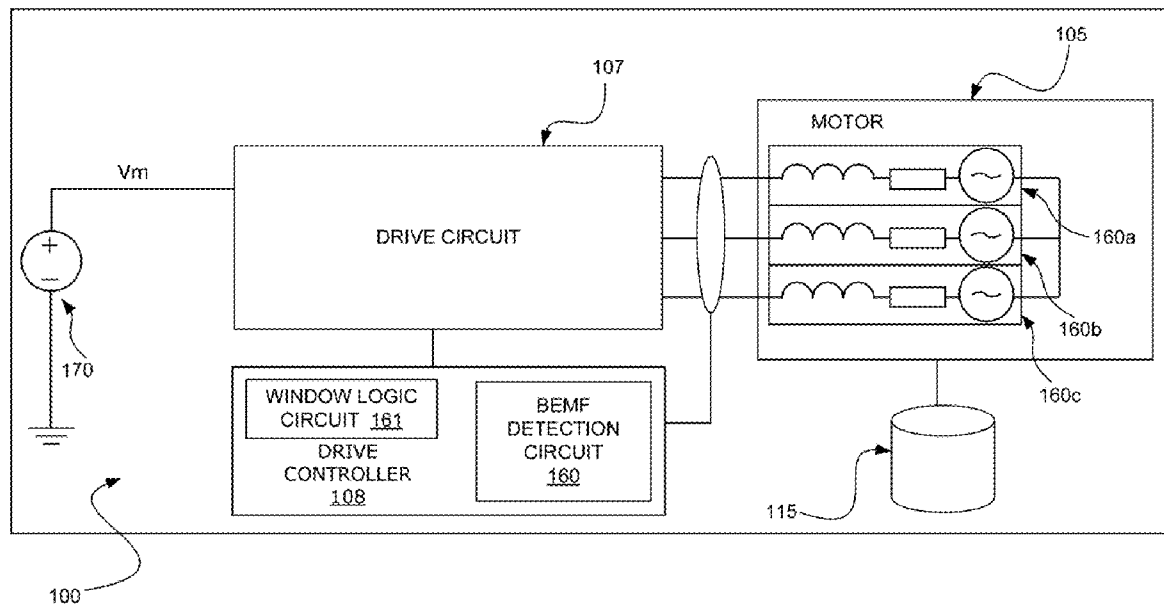 105
107
MOTOR
Vm
+
DRIVE CIRCUIT
160a
160b
170
160c
WINDOW LOGIC
CIRCUIT 161
BEMF
DETECTION
CIRCUIT
160
DRIVE
CONTROLLER
108
115
100